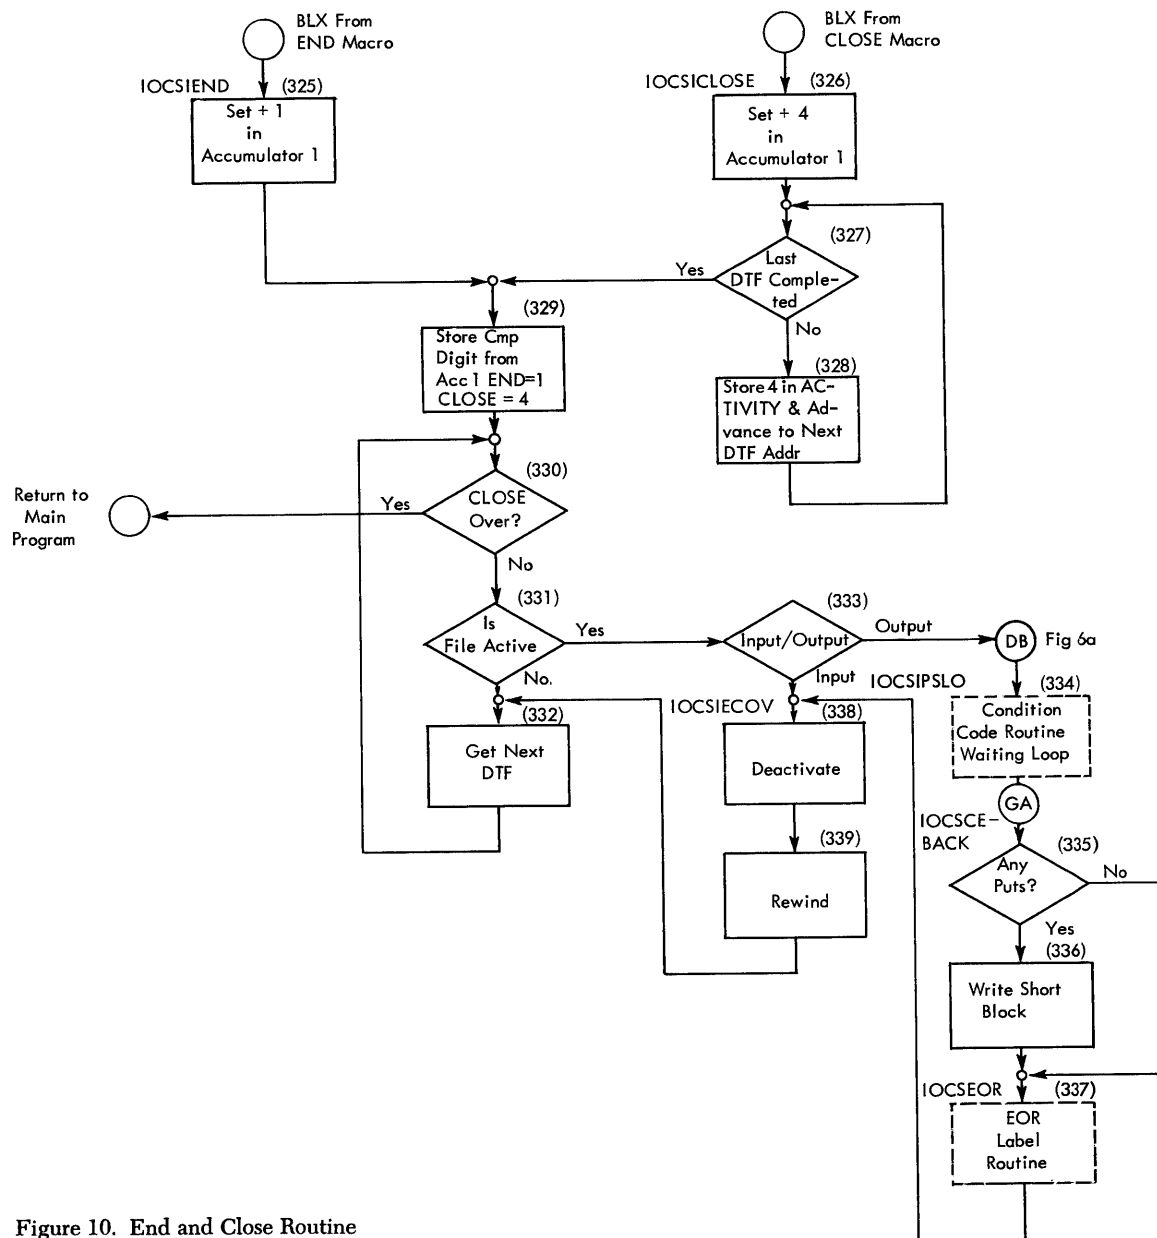 BLX From
END Macro
BLX From
CLOSE Macro
IOCSIEND
(325)
IOCSICLOSE
(326)
Set + 1
in
Accumulator 1
Set + 4
in
Accumulator 1
(327)
Last
DTF Comple-
ted
Yes
No
(329)
Store Cmp
Digit from
Acc 1 END=1
CLOSE = 4
(328)
Store 4 in AC-
TIVITY & Ad-
vance to Next
DTF Addr
(330)
CLOSE
Over?
Yes
No
Return to
Main
Program
(331)
Is
File Active
Yes
No.
(333)
Input/Output
Output
Input
DB
Fig 6a
IOCSIPSLO
(334)
Condition
Code Routine
Waiting Loop
(332)
Get Next
DTF
IOCSIECOV
(338)
Deactivate
GA
IOCSCE-
BACK
(335)
Any
Puts?
No
Yes
(339)
Rewind
(336)
Write Short
Block
IOCSEOR
(337)
EOR
Label
Routine
Figure 10. End and Close Routine